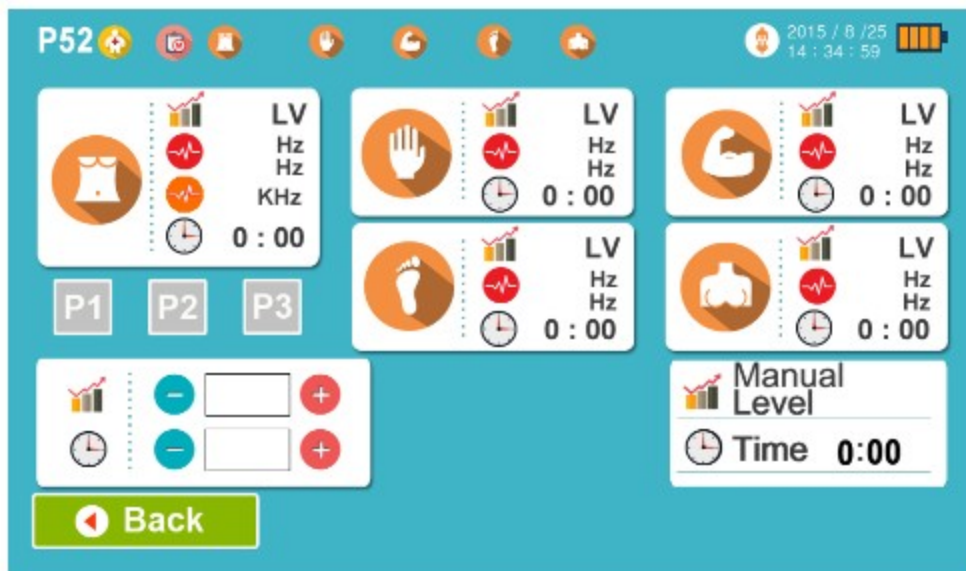 P52
2015 / 8 /25
14 : 34 : 59
LV
Hz
Hz
KHz
0 : 00
LV
Hz
Hz
0 : 00
LV
Hz
Hz
0 : 00
LV
Hz
Hz
0 : 00
LV
Hz
Hz
0 : 00
P1 P2 P3
Manual
Level
Time 0:00
Back